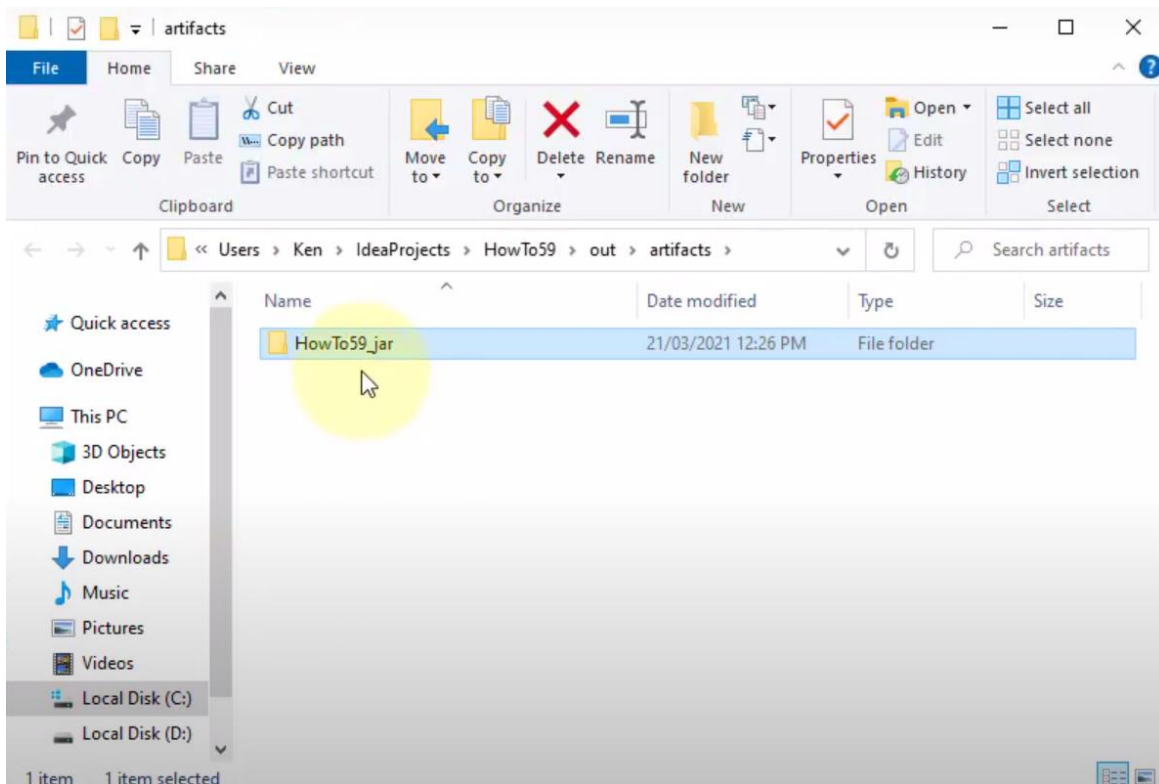 artifacts
File Home Share View ?
Pin to Quick access
Copy
Paste
Cut
Copy path
Paste shortcut
Move to
Copy to
Delete
Rename
New folder
Properties
Open
Edit
History
Select all
Select none
Invert selection
Clipboard Organize New Open Select
« Users › Ken › IdeaProjects › HowTo59 › out › artifacts › Search artifacts
Name Date modified Type Size
HowTo59_jar 21/03/2021 12:26 PM File folder
Quick access
OneDrive
This PC
3D Objects
Desktop
Documents
Downloads
Music
Pictures
Videos
Local Disk (C:)
Local Disk (D:)
1 item 1 item selected